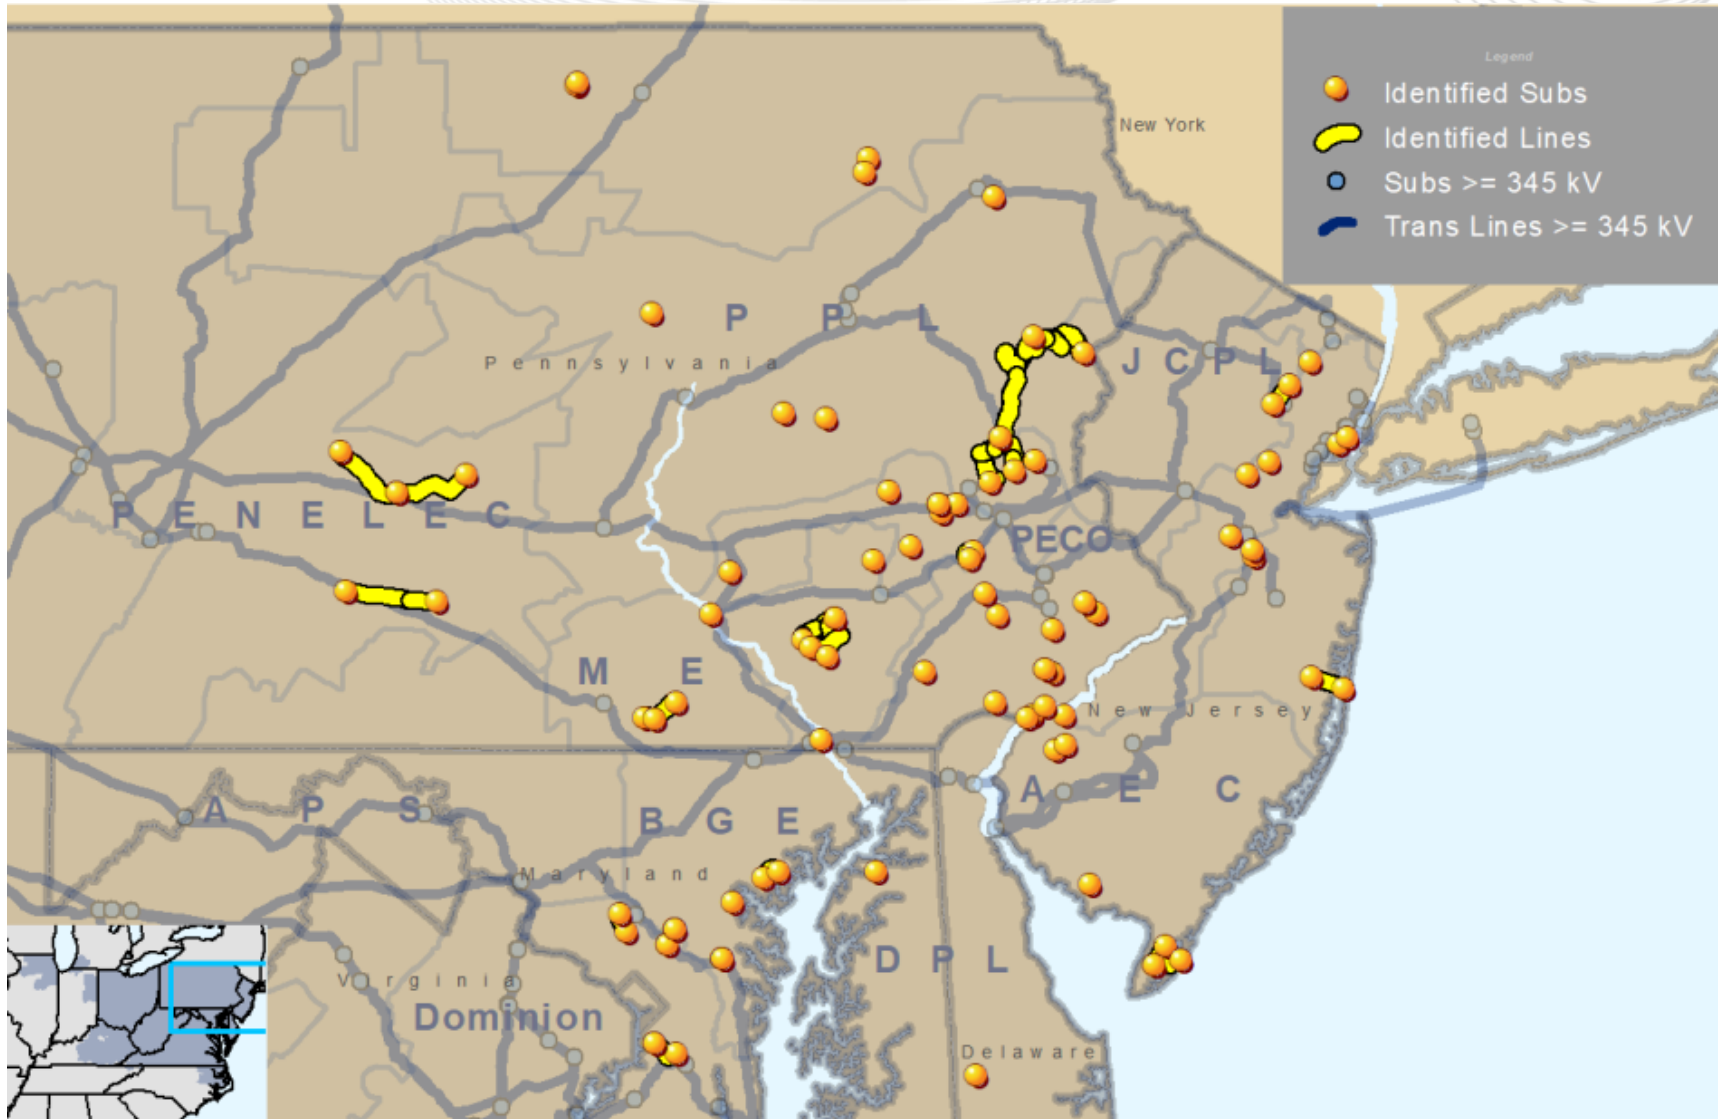 Legend
Identified Subs
Identified Lines
Subs >= 345 kV
Trans Lines >= 345 kV
New York
P P L
Pennsylvania
J C P L
P E N E L E C
PECO
M E
New Jersey
A E C
A P S
B G E
Maryland
D P L
Virginia
Dominion
Delaware